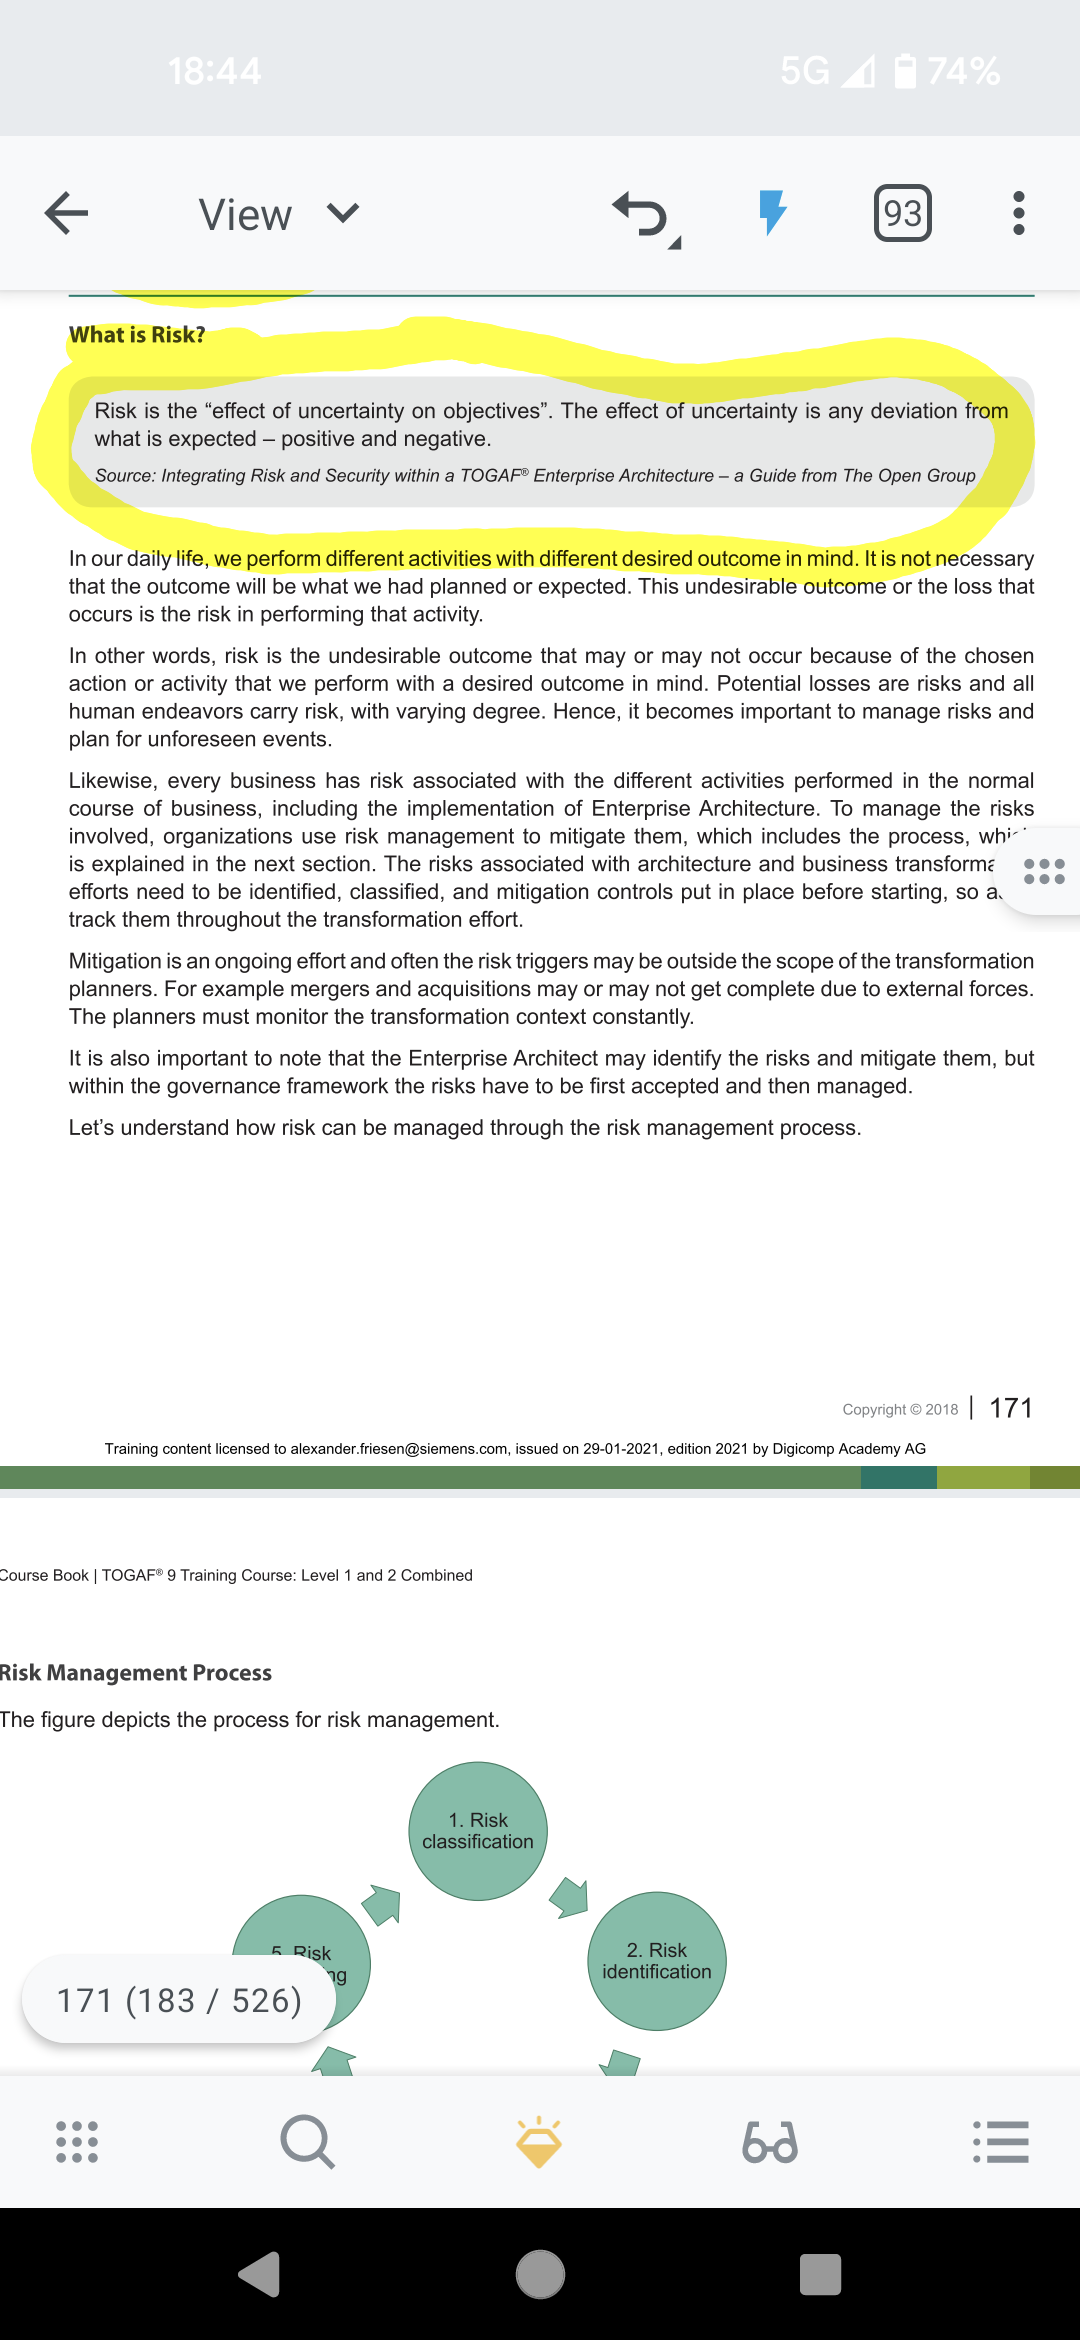 18:44
5G 74%
View
93
What is Risk?
Risk is the “effect of uncertainty on objectives”. The effect of uncertainty is any deviation from
what is expected – positive and negative.
Source: Integrating Risk and Security within a TOGAF® Enterprise Architecture – a Guide from The Open Group
In our daily life, we perform different activities with different desired outcome in mind. It is not necessary
that the outcome will be what we had planned or expected. This undesirable outcome or the loss that
occurs is the risk in performing that activity.
In other words, risk is the undesirable outcome that may or may not occur because of the chosen
action or activity that we perform with a desired outcome in mind. Potential losses are risks and all
human endeavors carry risk, with varying degree. Hence, it becomes important to manage risks and
plan for unforeseen events.
Likewise, every business has risk associated with the different activities performed in the normal
course of business, including the implementation of Enterprise Architecture. To manage the risks
involved, organizations use risk management to mitigate them, which includes the process,
is explained in the next section. The risks associated with architecture and business
efforts need to be identified, classified, and mitigation controls put in place before starting, so
track them throughout the transformation effort.
Mitigation is an ongoing effort and often the risk triggers may be outside the scope of the transformation
planners. For example mergers and acquisitions may or may not get complete due to external forces.
The planners must monitor the transformation context constantly.
It is also important to note that the Enterprise Architect may identify the risks and mitigate them, but
within the governance framework the risks have to be first accepted and then managed.
Let’s understand how risk can be managed through the risk management process.
Copyright © 2018 | 171
Training content licensed to alexander.friesen@siemens.com, issued on 29-01-2021, edition 2021 by Digicomp Academy AG
Course Book | TOGAF® 9 Training Course: Level 1 and 2 Combined
Risk Management Process
The figure depicts the process for risk management.
1. Risk
classification
2. Risk
identification
5. Risk
171 (183 / 526)